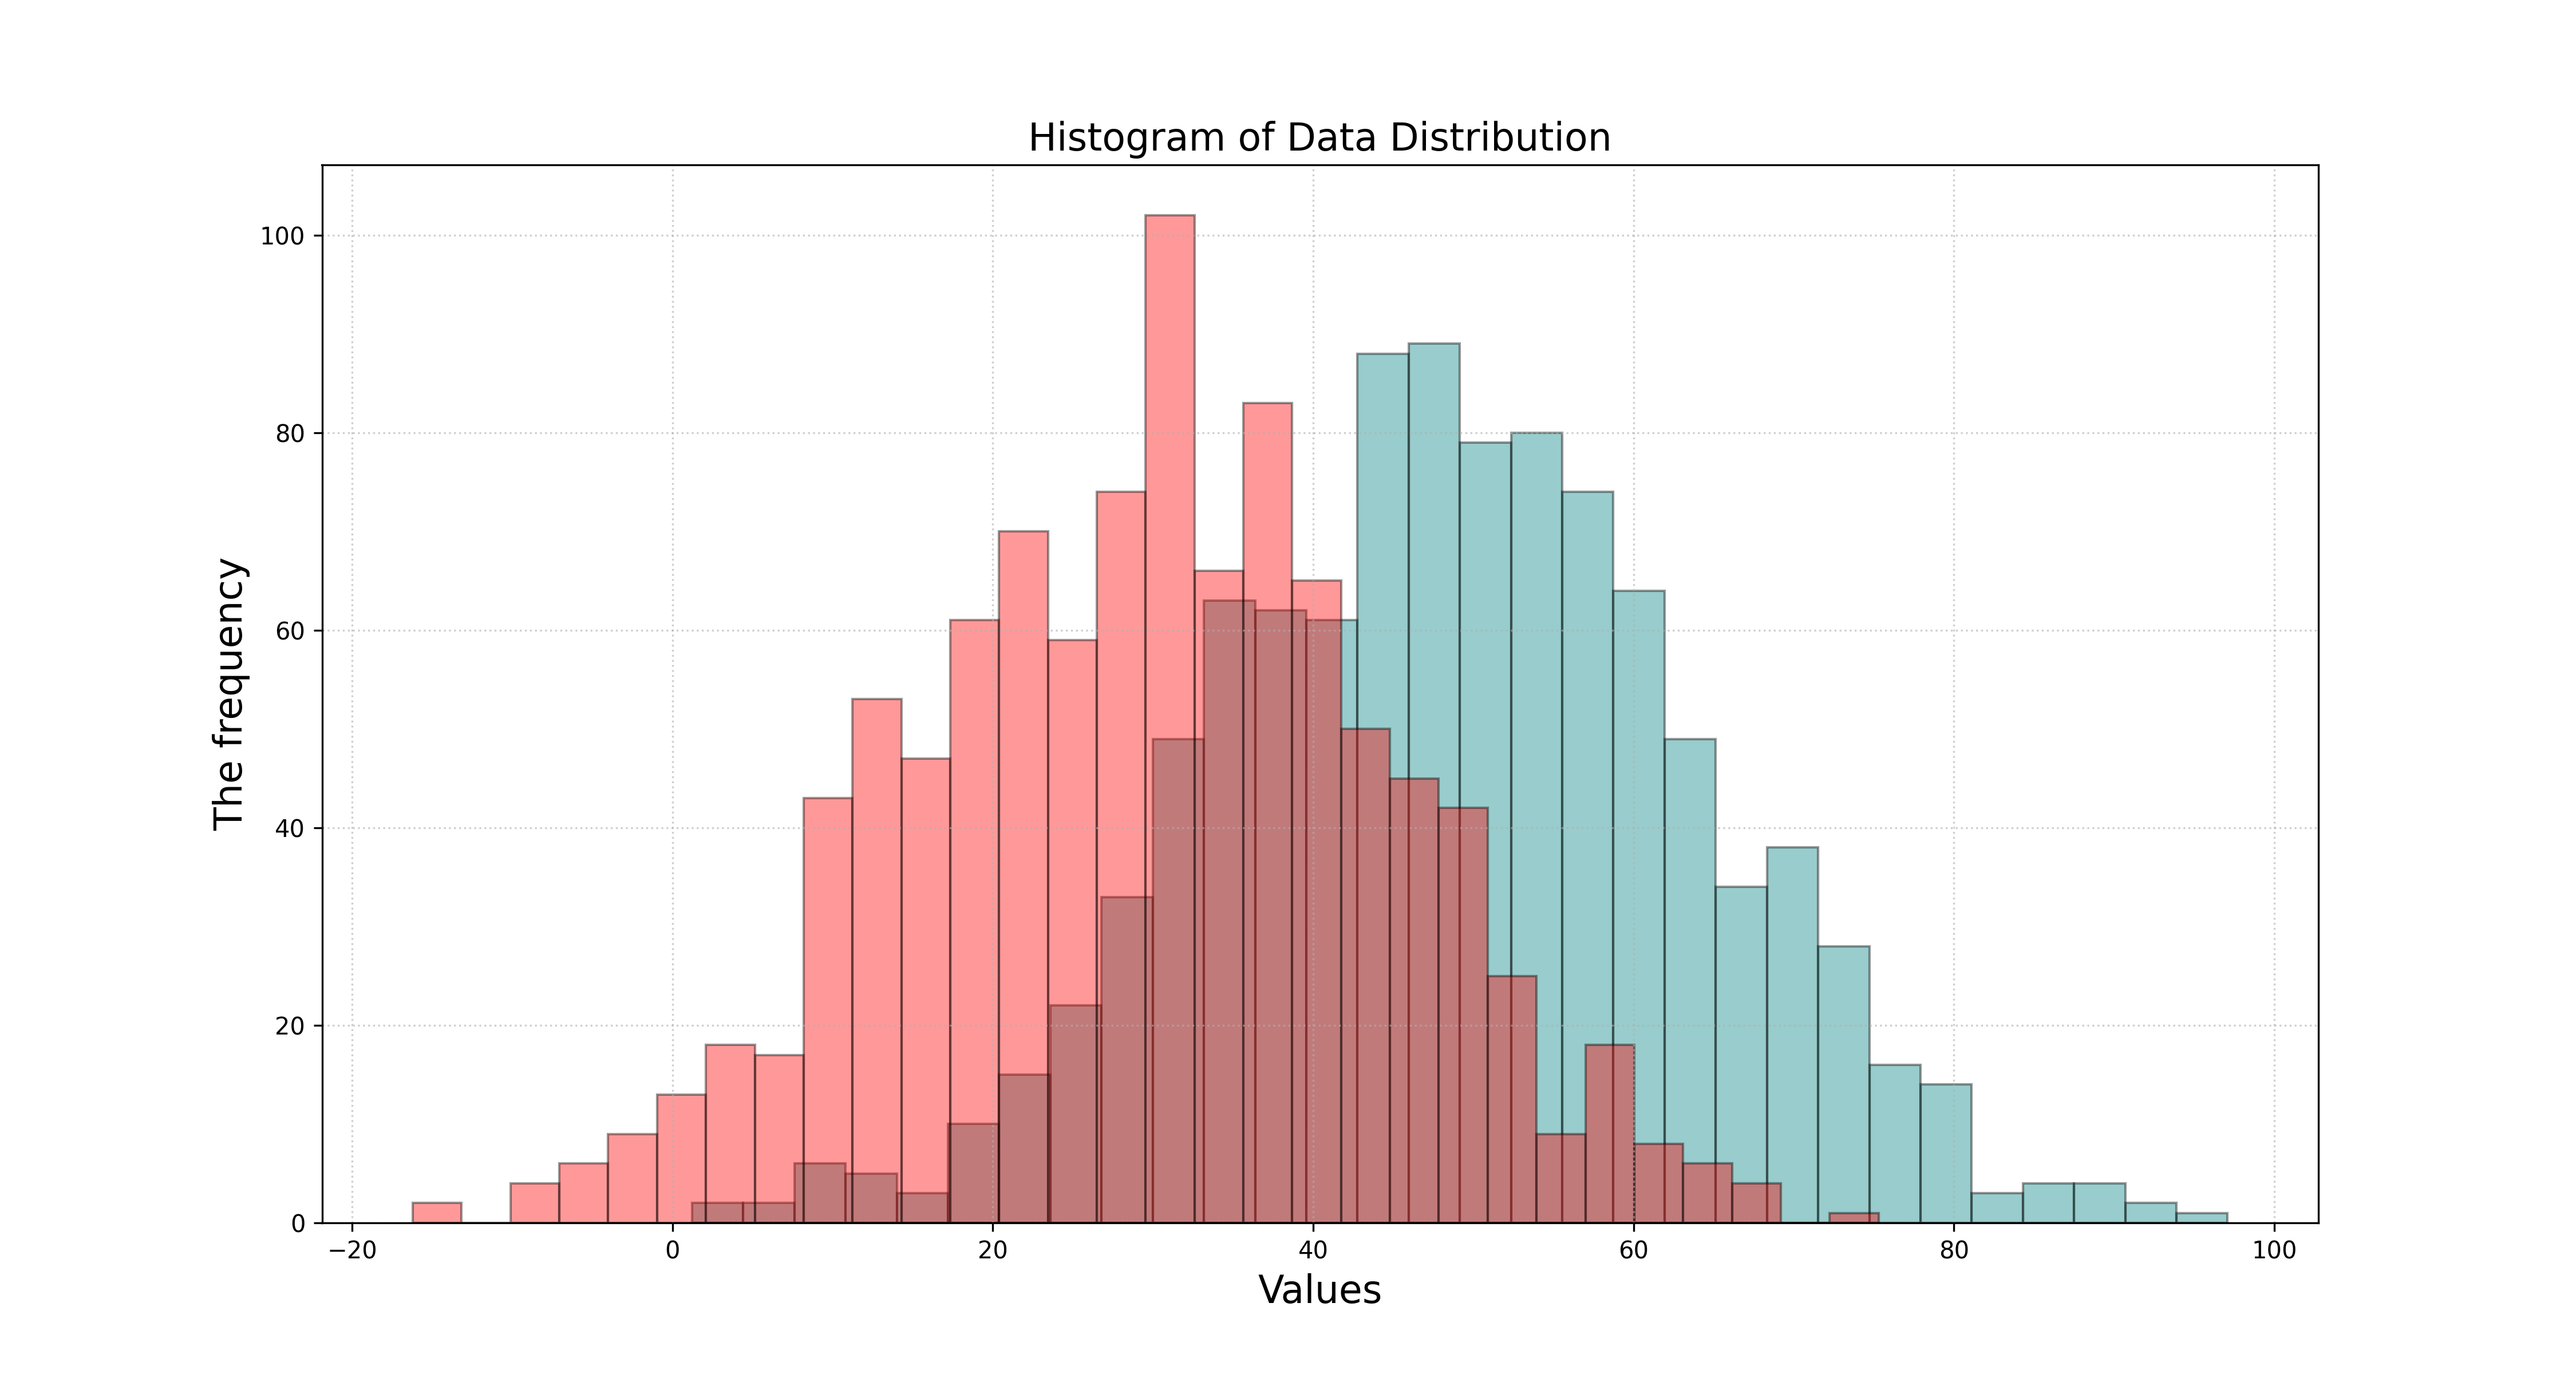 Histogram of Data Distribution
The frequency
100
80
60
40
20
0
−20 0 20 40 60 80 100
Values